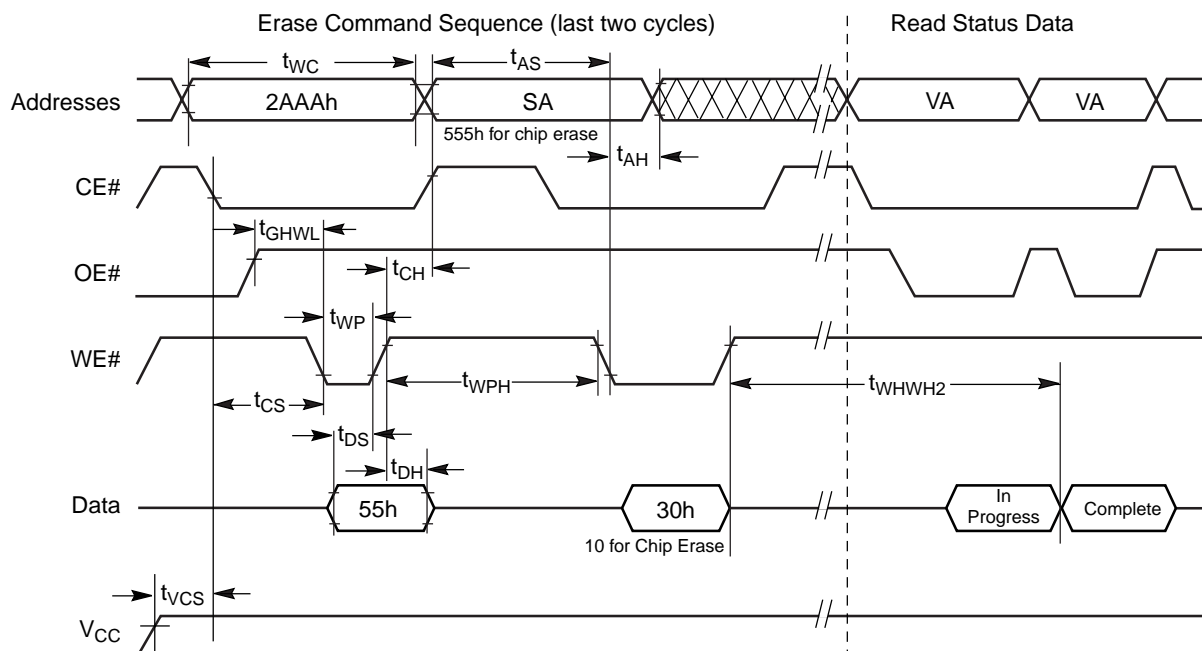 Erase Command Sequence (last two cycles)
Read Status Data
tWC
tAS
Addresses
2AAAh
SA
VA
VA
555h for chip erase
tAH
CE#
tGHWL
OE#
tCH
tWP
WE#
tWPH
tWHWH2
tCS
tDS
tDH
Data
55h
30h
In
Progress
Complete
10 for Chip Erase
tVCS
VCC